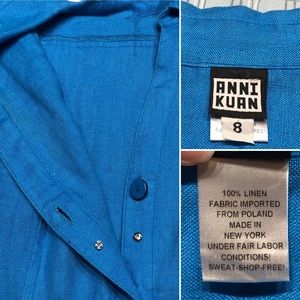 ANNI
KUAN
8
100% LINEN
FABRIC IMPORTED
FROM POLAND
MADE IN
NEW YORK
UNDER FAIR LABOR
CONDITIONS!
SWEAT-SHOP-FREE!